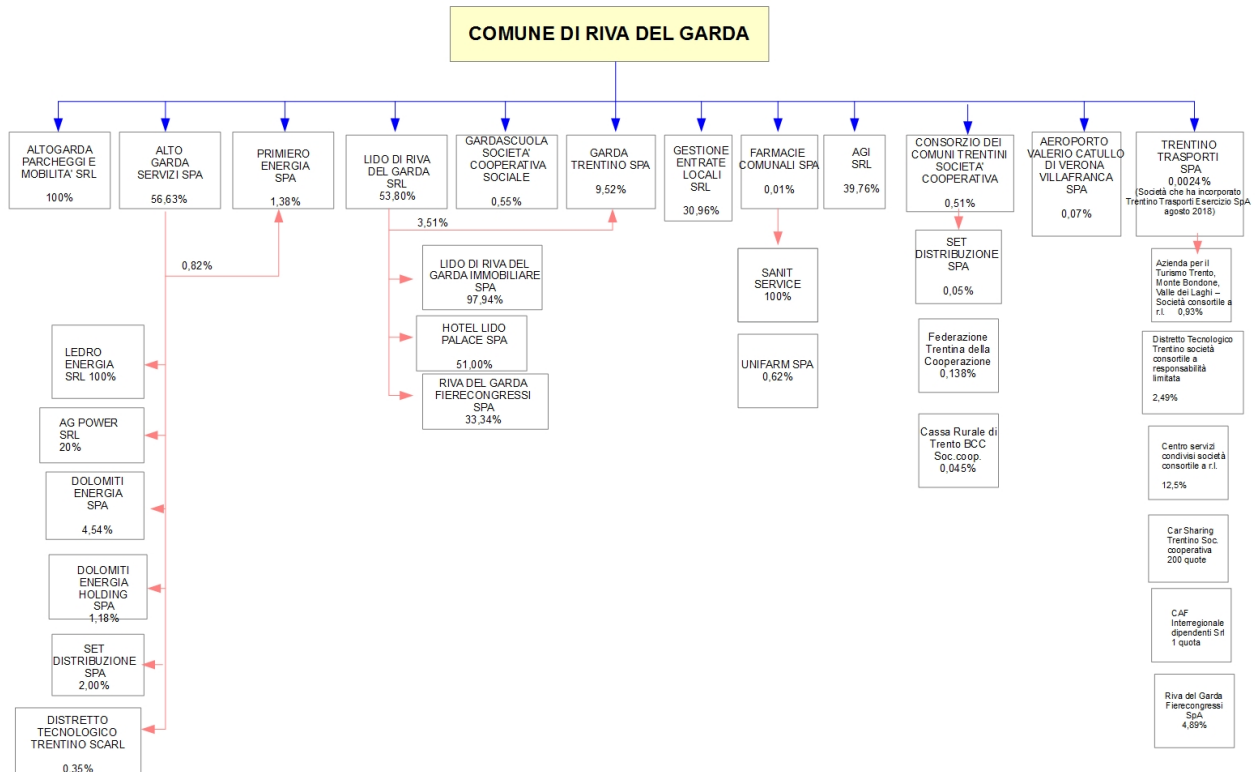 COMUNE DI RIVA DEL GARDA
ALTOGARDA
PARCHEGGI E
MOBILITA' SRL
100%
ALTO
GARDA
SERVIZI SPA
56,63%
PRIMIERO
ENERGIA
SPA
1,38%
LIDO DI RIVA
DEL GARDA
SRL
53,80%
GARDASCUOLA
SOCIETA'
COOPERATIVA
SOCIALE
0,55%
GARDA
TRENTINO SPA
9,52%
GESTIONE
ENTRATE
LOCALI
SRL
30,96%
FARMACIE
COMUNALI SPA
0,01%
AGI
SRL
39,76%
CONSORZIO DEI
COMUNI TRENTINI
SOCIETA'
COOPERATIVA
0,51%
AEROPORTO
VALERIO CATULLO
DI VERONA
VILLAFRANCA
SPA
0,07%
TRENTINO
TRASPORTI
SPA
0,0024%
(Società che ha incorporato
Trentino Trasporti Esercizio SpA
agosto 2018)
0,82%
LEDRO
ENERGIA
SRL 100%
AG POWER
SRL
20%
DOLOMITI
ENERGIA
SPA
4,54%
DOLOMITI
ENERGIA
HOLDING
SPA
1,18%
SET
DISTRIBUZIONE
SPA
2,00%
DISTRETTO
TECNOLOGICO
TRENTINO SCARL
0,35%
3,51%
LIDO DI RIVA DEL
GARDA IMMOBILIARE
SPA
97,94%
HOTEL LIDO
PALACE SPA
51,00%
RIVA DEL GARDA
FIERECONGRESSI
SPA
33,34%
SANIT
SERVICE
100%
UNIFARM SPA
0,62%
SET
DISTRIBUZIONE
SPA
0,05%
Federazione
Trentina della
Cooperazione
0,138%
Cassa Rurale di
Trento BCC
Soc.coop.
0,045%
Azienda per il
Turismo Trento,
Monte Bondone,
Valle dei Laghi –
Società consortile a
r.l. 0,93%
Distretto Tecnologico
Trentino società
consortile a
responsabilità
limitata
2,49%
Centro servizi
condivisi società
consortile a r.l.
12,5%
Car Sharing
Trentino Soc.
cooperativa
200 quote
CAF
Interregionale
dipendenti Srl
1 quota
Riva del Garda
Fierecongressi
SpA
4,89%